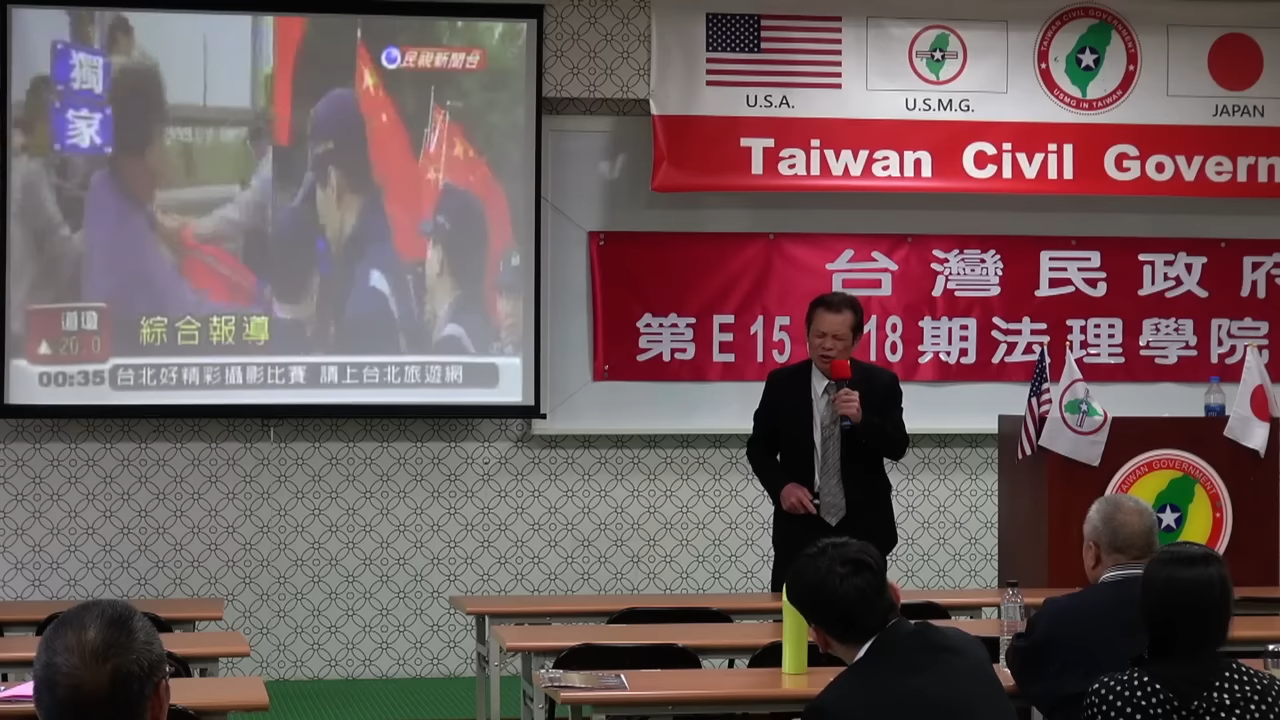 獨家
民視新聞台
綜合報導
00:35
台北好精彩攝影比賽 請上台北旅遊網
U.S.A.
U.S.M.G.
TAIWAN CIVIL GOVERNMENT
USMG IN TAIWAN
JAPAN
Taiwan Civil Govern
台灣民政府
第E15 18期法理學院
TAIWAN GOVERNMENT